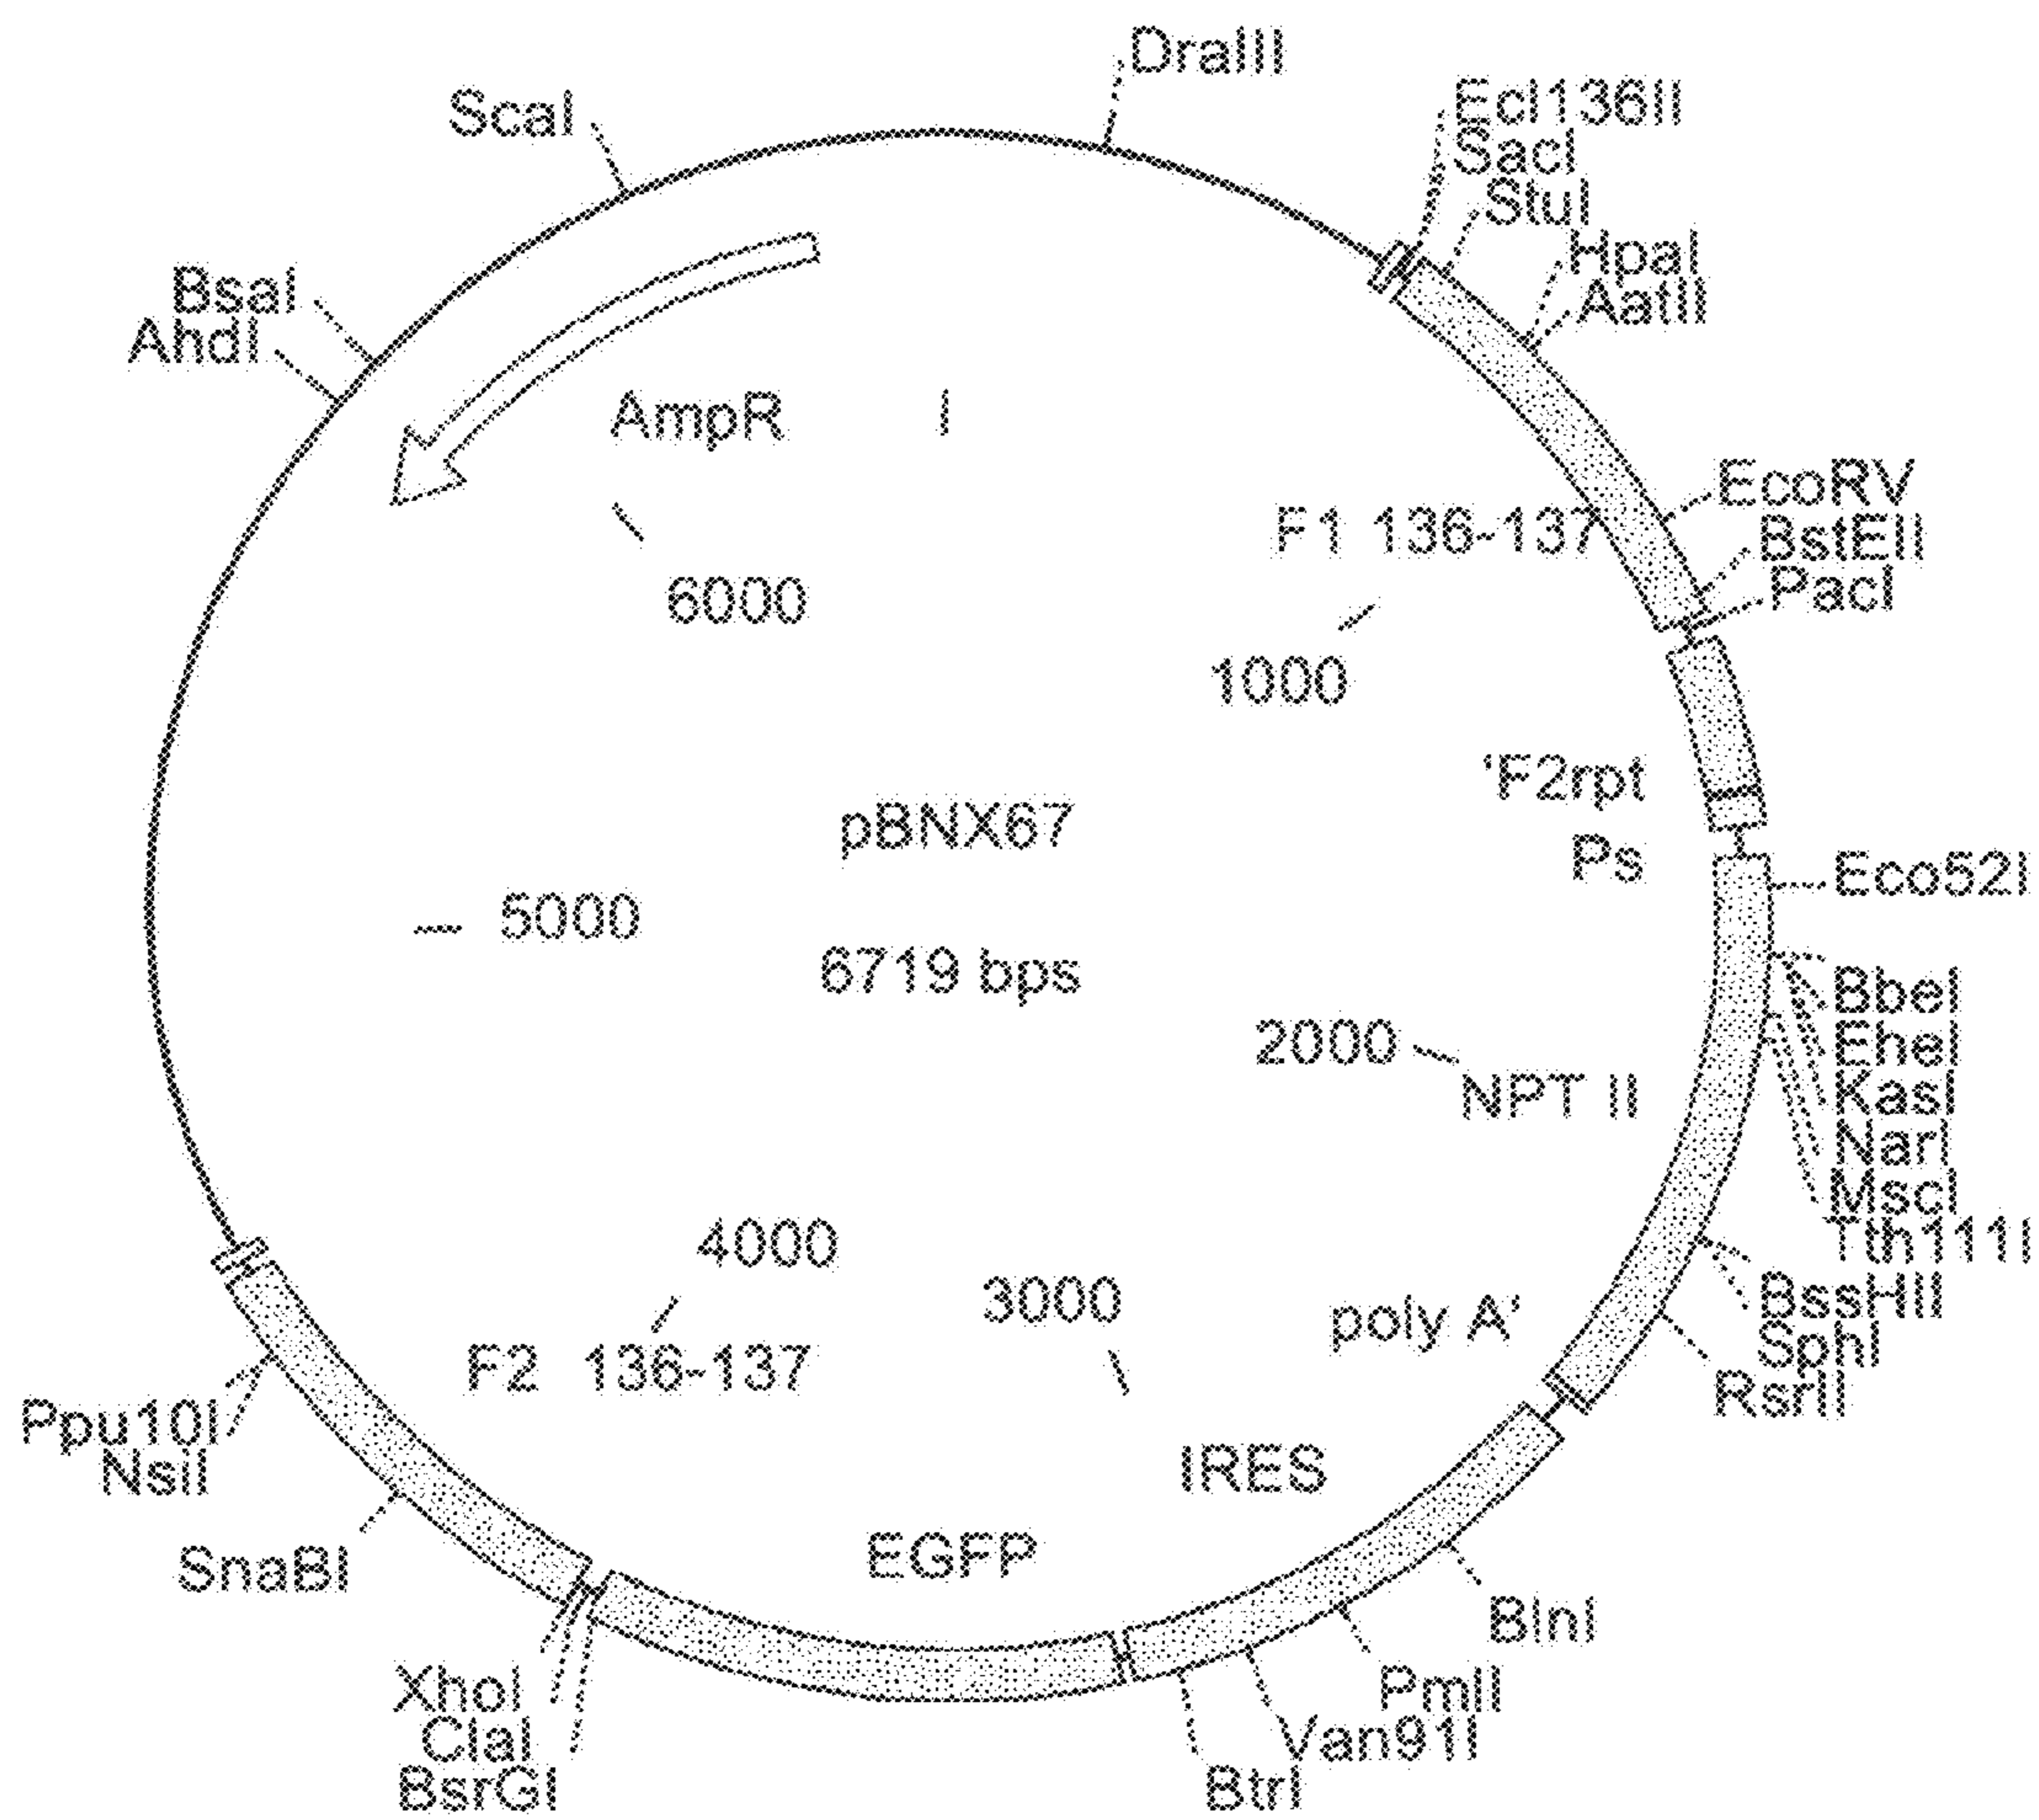 DraIII
Ecl136II
ScaI
SacI
StuI
HpaI
BsaI
AatII
AhdI
AmpR
I
EcoRV
F1 136-137
BstEII
PacI
6000
1000
'F2rpt
pBNX67
Ps
Eco52I
5000
6719 bps
BbeI
2000
EheI
NPT II
KasI
NarI
MscI
4000
Tth111I
3000
BssHII
poly A'
SphI
F2 136-137
RsrII
Ppu10I
NsiI
IRES
EGFP
SnaBI
BlnI
XhoI
PmlI
ClaI
Van91I
BsrGI
BtrI